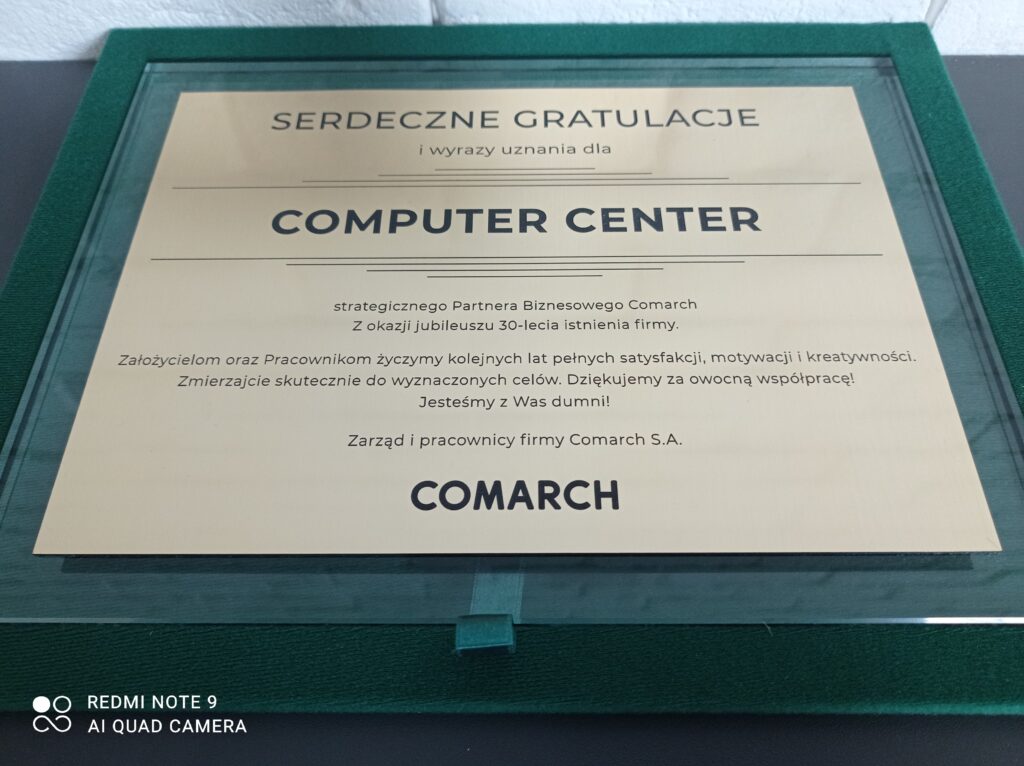 SERDECZNE GRATULACJE
i wyrazy uznania dla
COMPUTER CENTER
strategicznego Partnera Biznesowego Comarch
Z okazji jubileuszu 30-lecia istnienia firmy.
Założycielom oraz Pracownikom życzymy kolejnych lat pełnych satysfakcji, motywacji i kreatywności.
Zmierzajcie skutecznie do wyznaczonych celów. Dziękujemy za owocną współpracę!
Jesteśmy z Was dumni!
Zarząd i pracownicy firmy Comarch S.A.
COMARCH
REDMI NOTE 9
AI QUAD CAMERA